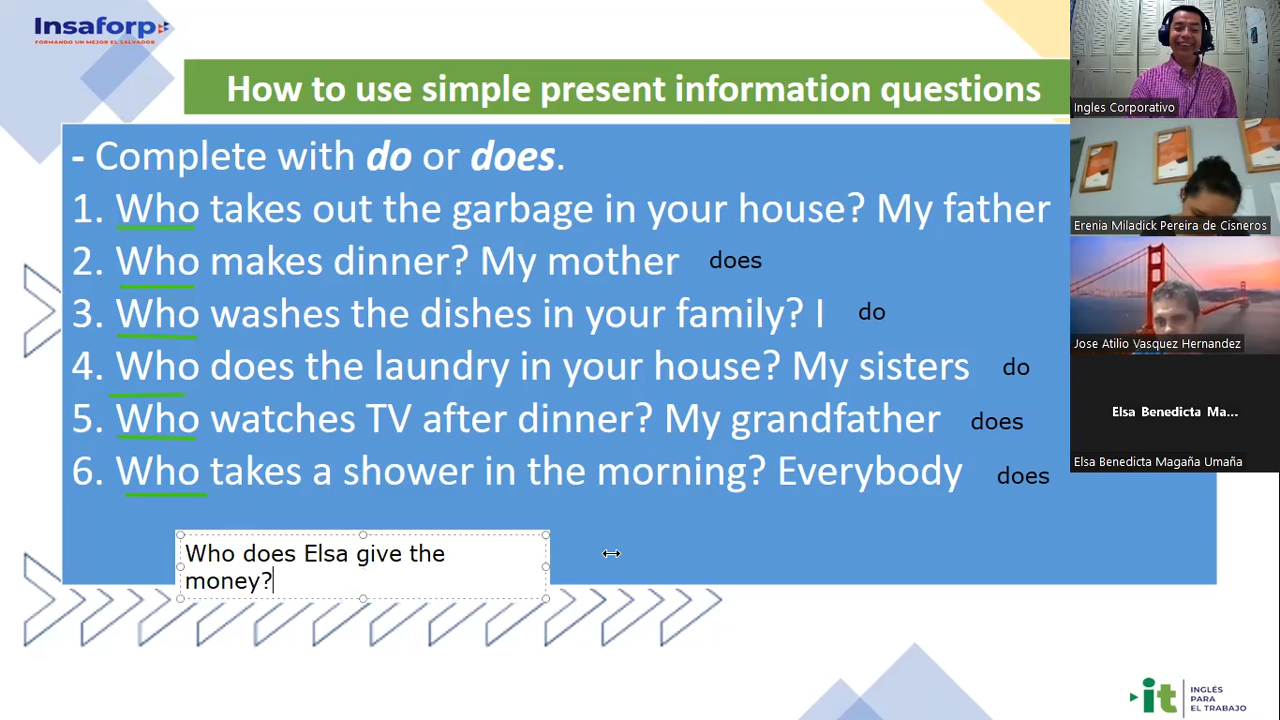 Insaforp
FORMANDO UN MEJOR EL SALVADOR
How to use simple present information questions
- Complete with do or does.
1. Who takes out the garbage in your house? My father
2. Who makes dinner? My mother does
3. Who washes the dishes in your family? I do
4. Who does the laundry in your house? My sisters do
5. Who watches TV after dinner? My grandfather does
6. Who takes a shower in the morning? Everybody does
Who does Elsa give the
money?
Ingles Corporativo
Erenia Miladick Pereira de Cisneros
Jose Atilio Vasquez Hernandez
Elsa Benedicta Ma...
Elsa Benedicta Magaña Umaña
it
INGLÉS
PARA
EL TRABAJO